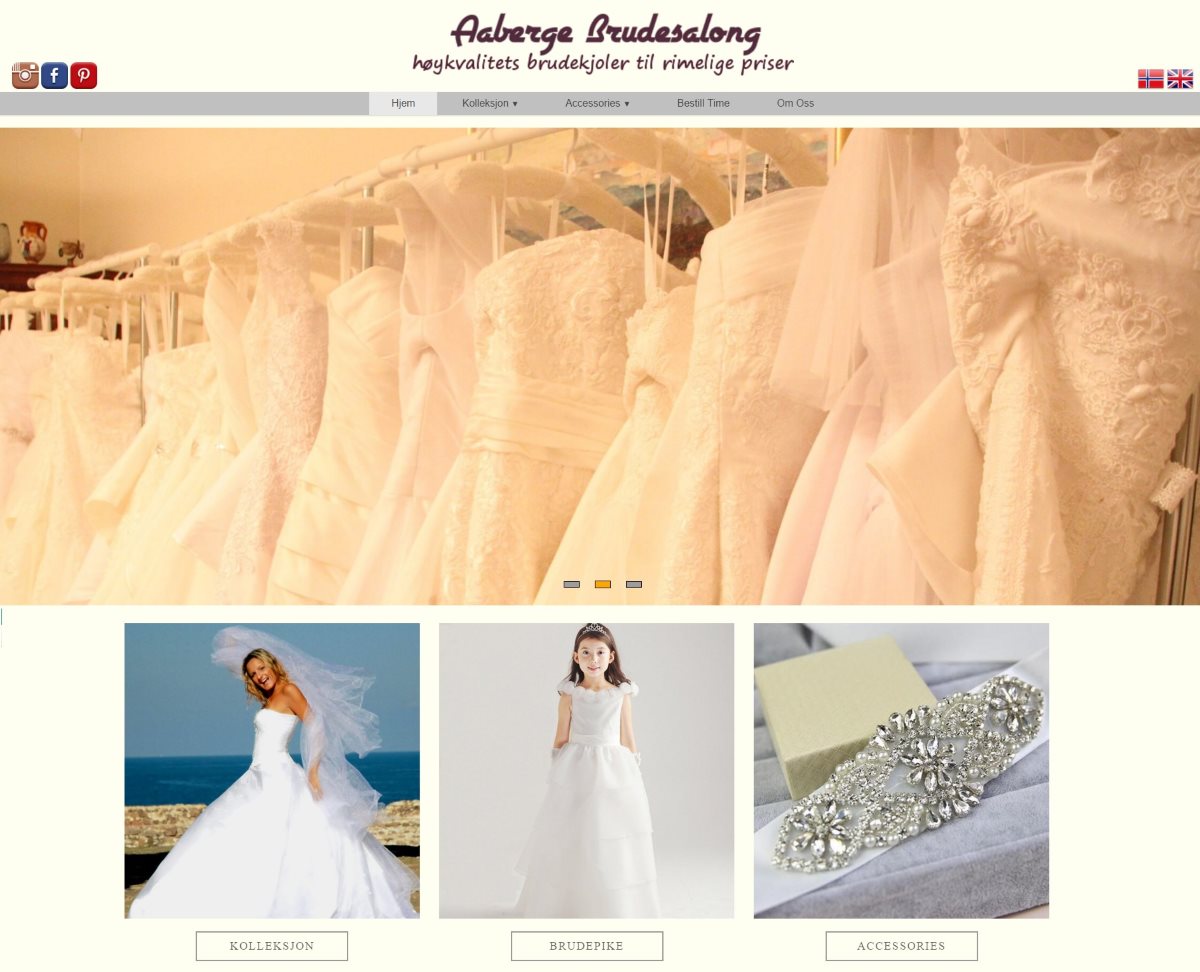 Aaberge Brudesalong
høykvalitets brudekjoler til rimelige priser
Hjem Kolleksjon ▼ Accessories ▼ Bestill Time Om Oss
KOLLEKSJON BRUDEPIKE ACCESSORIES